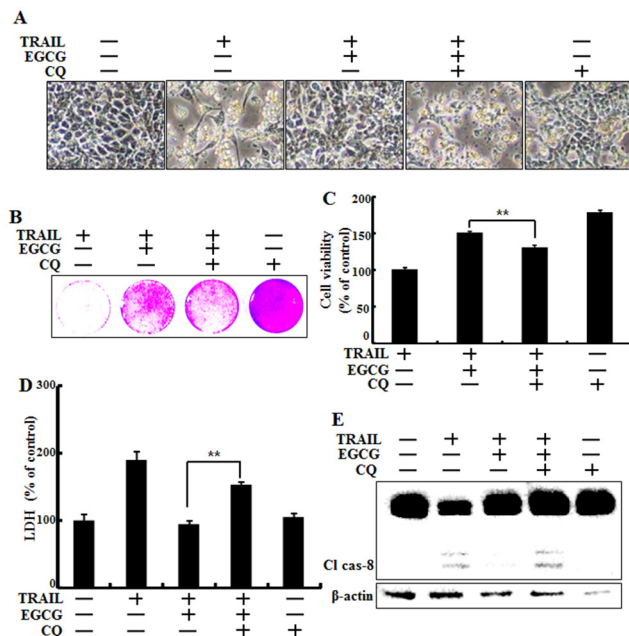 A
TRAIL — + + + —
EGCG — — + + —
CQ — — — + +
B
TRAIL + + + —
EGCG — + + —
CQ — — + +
C
Cell viability
(% of control)
200
150
100
50
0
**
TRAIL + + + —
EGCG — + + —
CQ — — + +
D
LDH (% of control)
300
200
100
0
**
TRAIL — + + + —
EGCG — — + + —
CQ — — — + +
E
TRAIL — + + + —
EGCG — — + + —
CQ — — — + +
Cl cas-8
β-actin